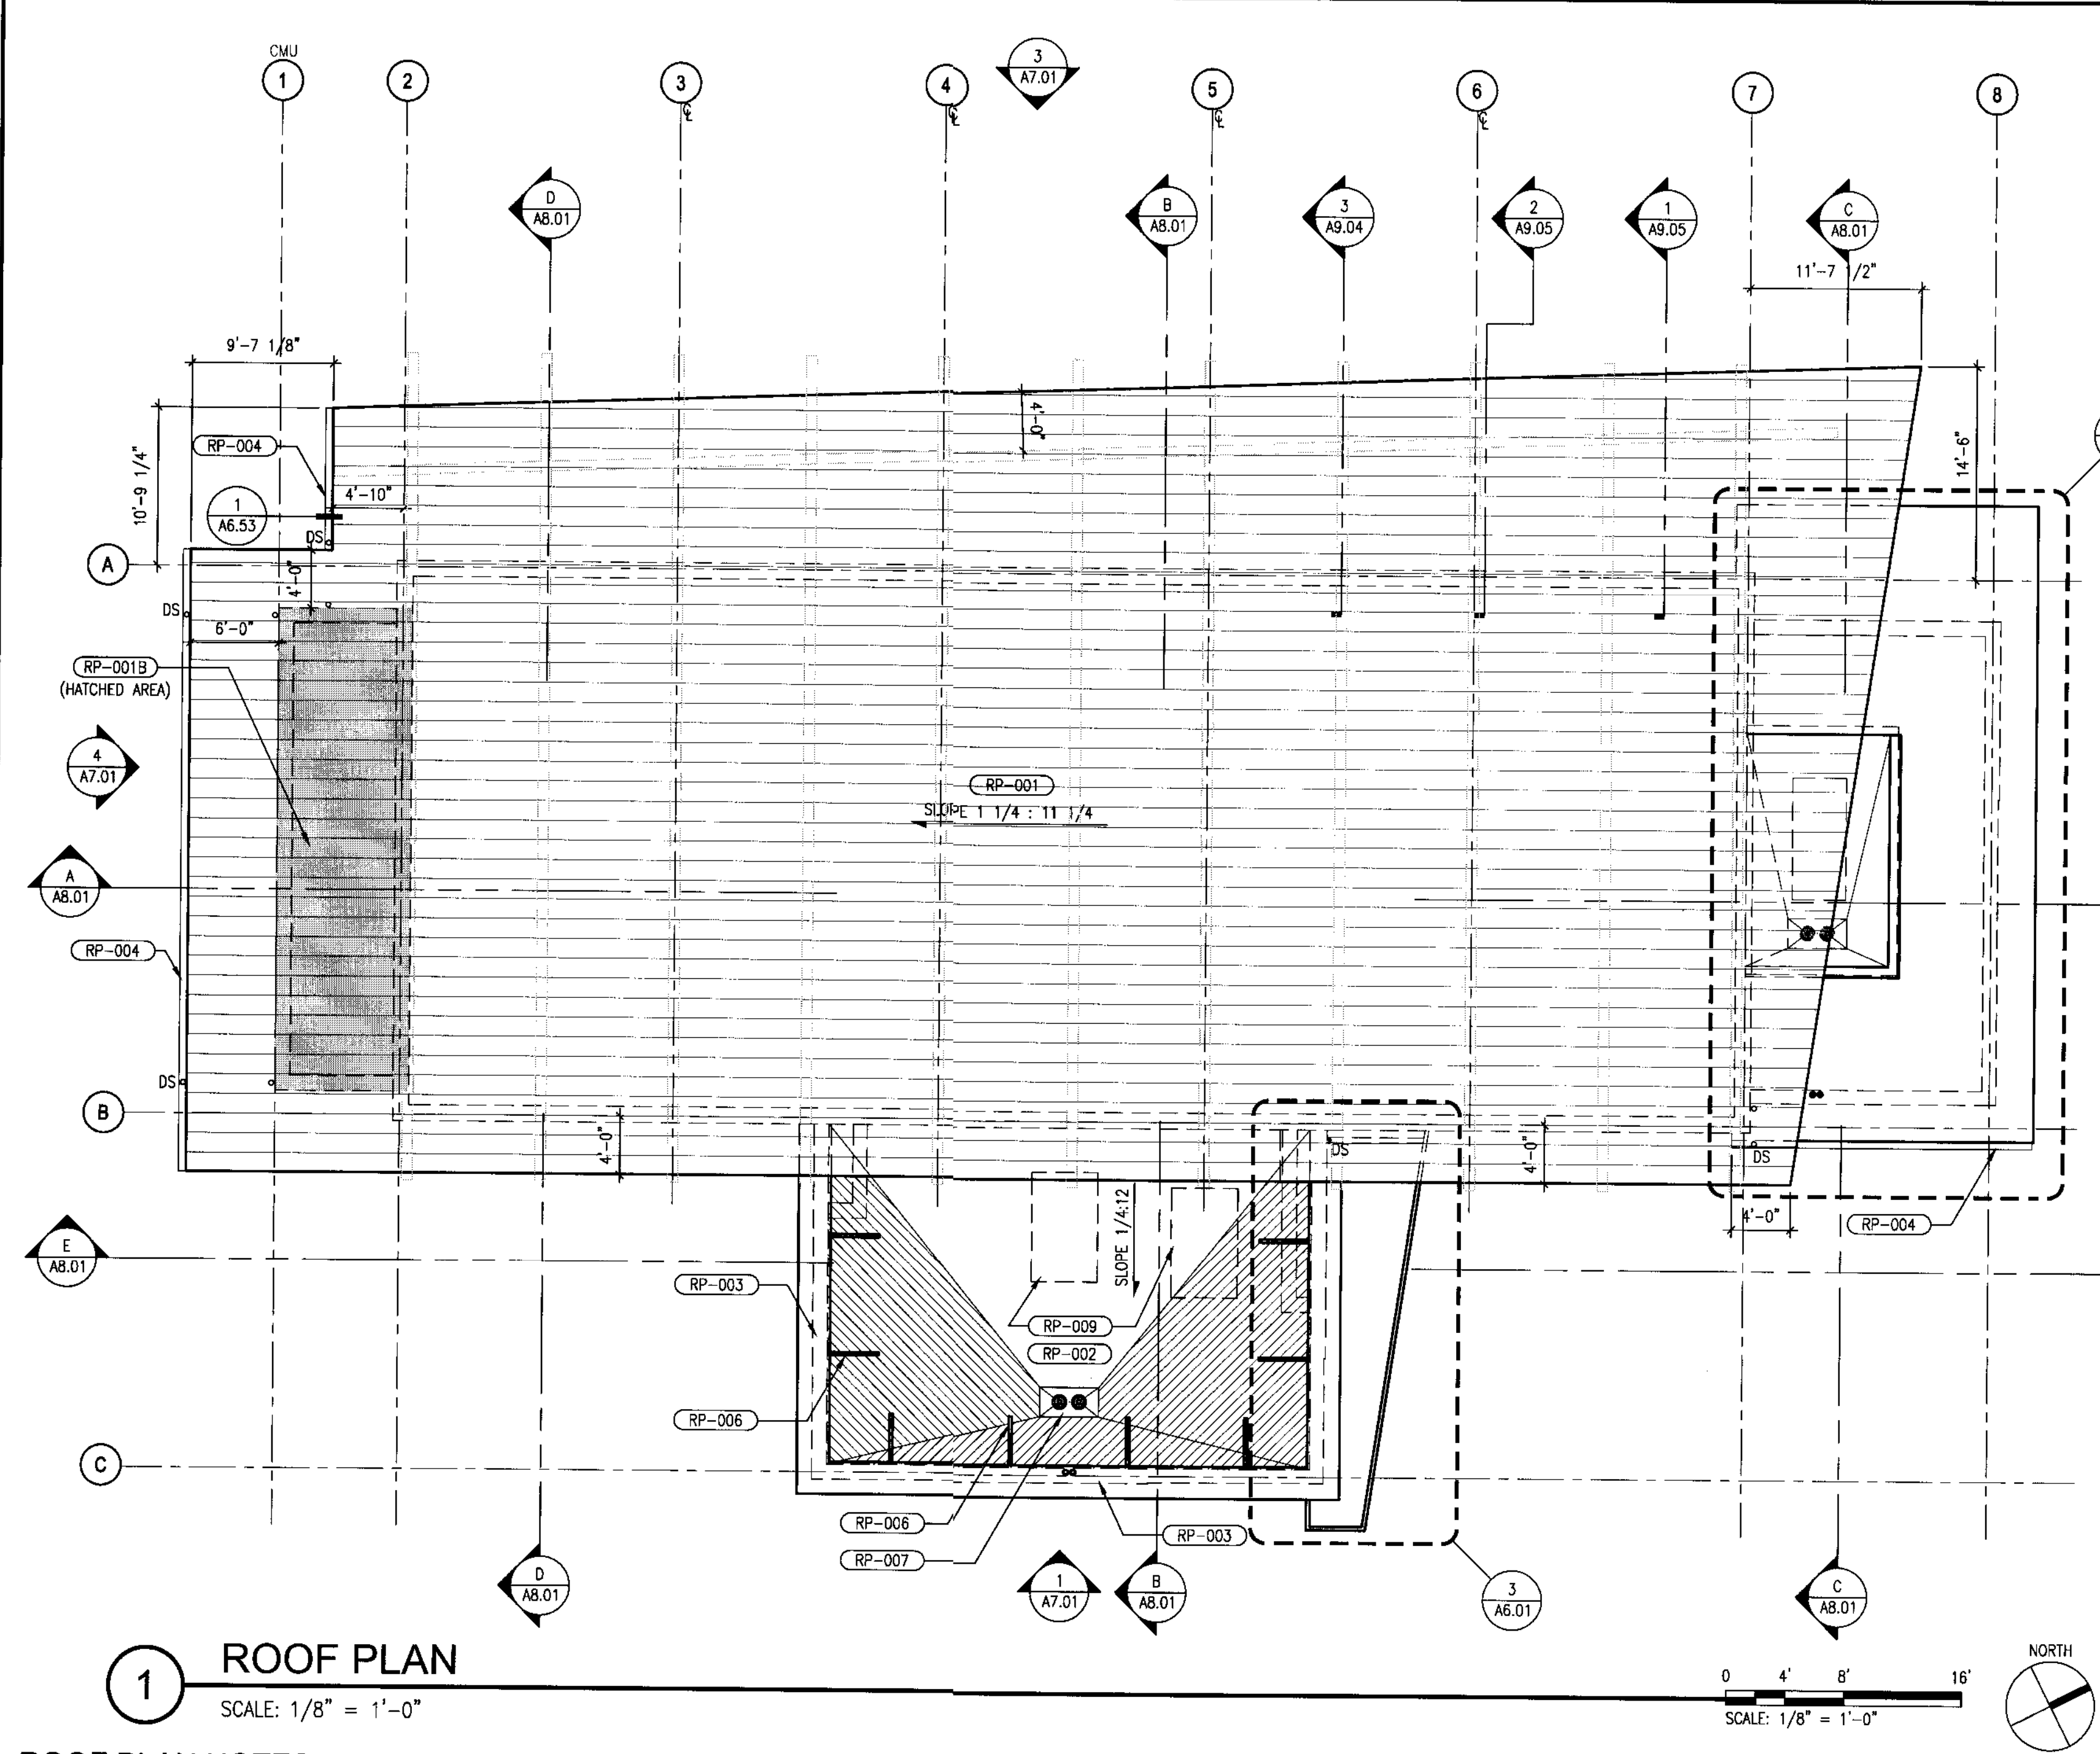 CMU
1
2
3
4
5
6
7
8
℄
℄
℄
℄
3
A7.01
D
A8.01
B
A8.01
3
A9.04
2
A9.05
1
A9.05
C
A8.01
11'-7 1/2"
9'-7 1/8"
4'-0"
RP-004
10'-9 1/4"
14'-6"
4'-10"
1
A6.53
DS
A
4'-0"
DS
6'-0"
RP-001B
(HATCHED AREA)
4
A7.01
RP-001
SLOPE 1 1/4 : 11 1/4
A
A8.01
RP-004
DS
B
4'-0"
DS
4'-0"
DS
4'-0"
RP-004
SLOPE 1/4:12
E
A8.01
RP-003
RP-009
RP-002
RP-006
C
RP-006
RP-003
RP-007
D
A8.01
1
A7.01
B
A8.01
3
A6.01
C
A8.01
1
ROOF PLAN
SCALE: 1/8" = 1'-0"
0 4' 8' 16'
SCALE: 1/8" = 1'-0"
NORTH